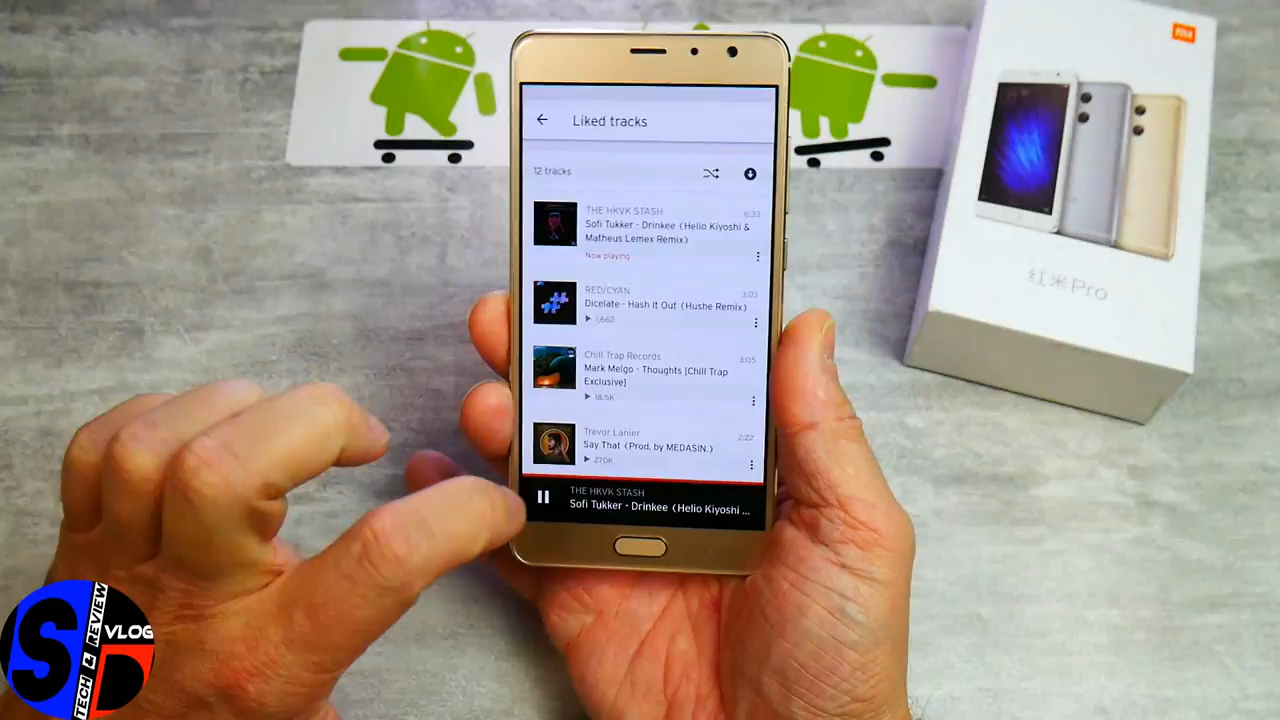 Liked tracks
12 tracks
THE HKVK STASH
6:33
Sofi Tukker - Drinkee (Helio Kiyoshi &
Matheus Lemex Remix)
Now playing
RED/CYAN
3:03
Dicelate - Hash It Out (Hushe Remix)
1,662
Chill Trap Records
3:05
Mark Melgo - Thoughts [Chill Trap
Exclusive]
18.5K
Trevor Lanier
2:22
Say That (Prod. by MEDASIN.)
270K
THE HKVK STASH
Sofi Tukker - Drinkee (Helio Kiyoshi ...
mi
红米Pro
SD
TECH & REVIEW
VLOG